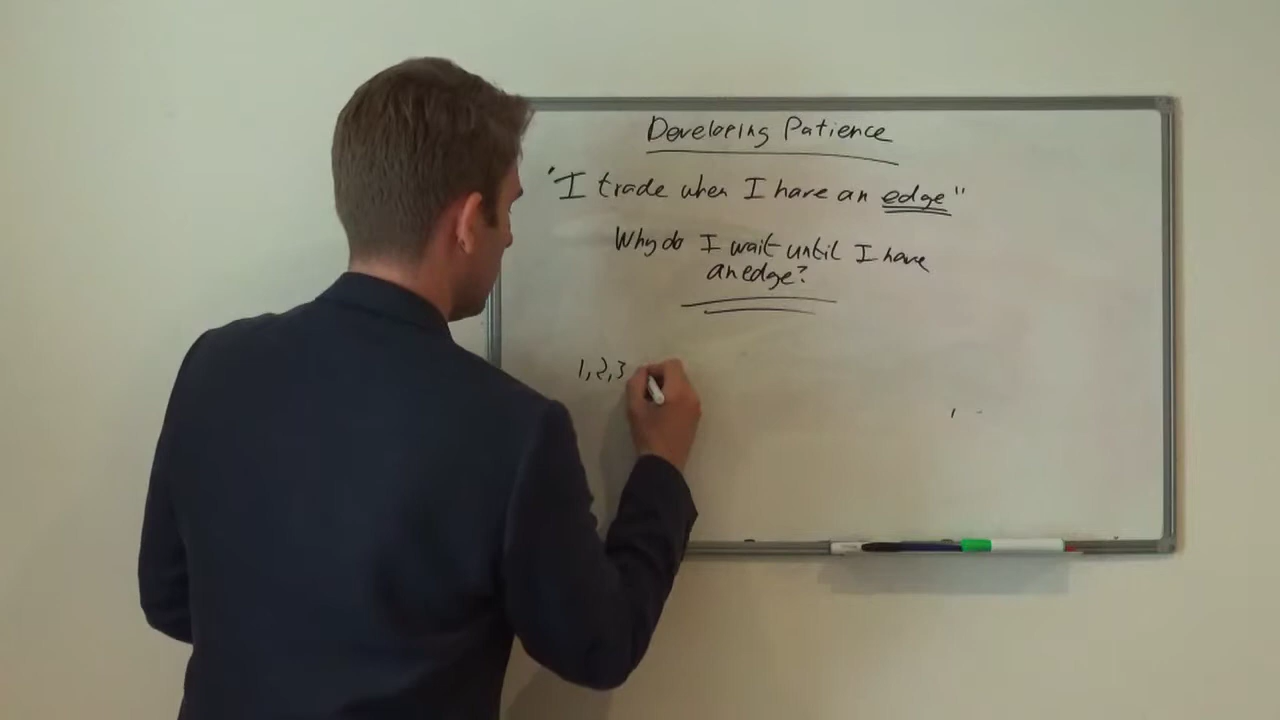 Developing Patience
"I trade when I have an edge"
Why do I wait until I have
an edge?
1,2,3